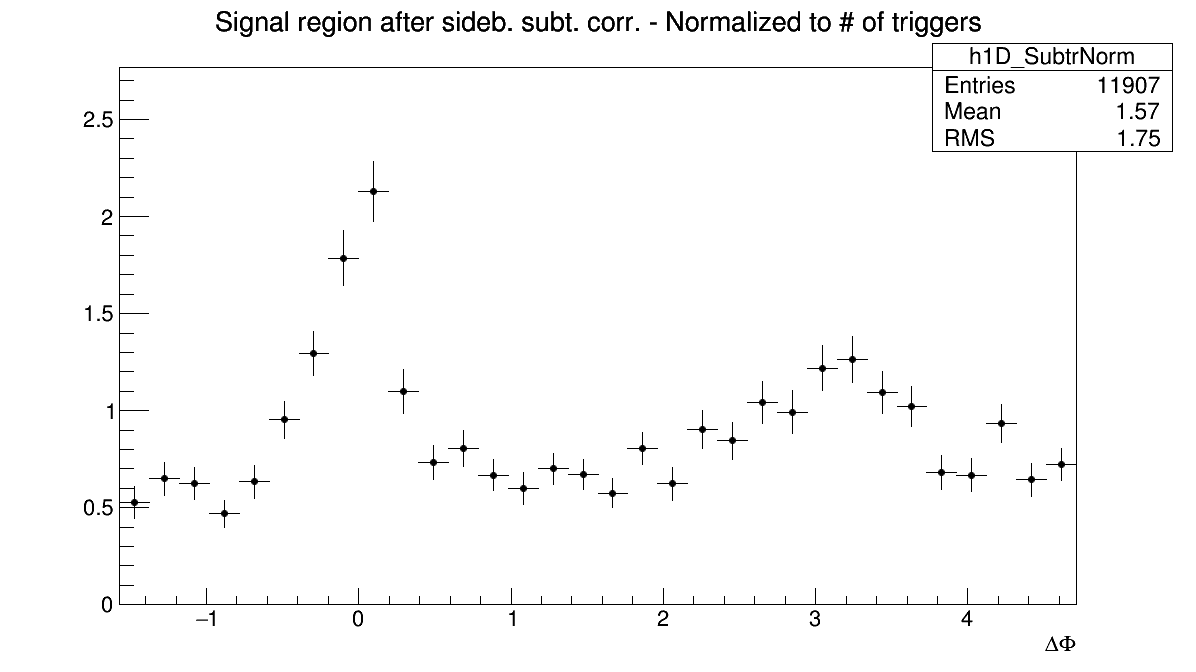 Signal region after sideb. subt. corr. - Normalized to # of triggers
h1D_SubtrNorm
Entries 11907
Mean 1.57
RMS 1.75
2.5
2
1.5
1
0.5
0
−1 0 1 2 3 4
ΔΦ